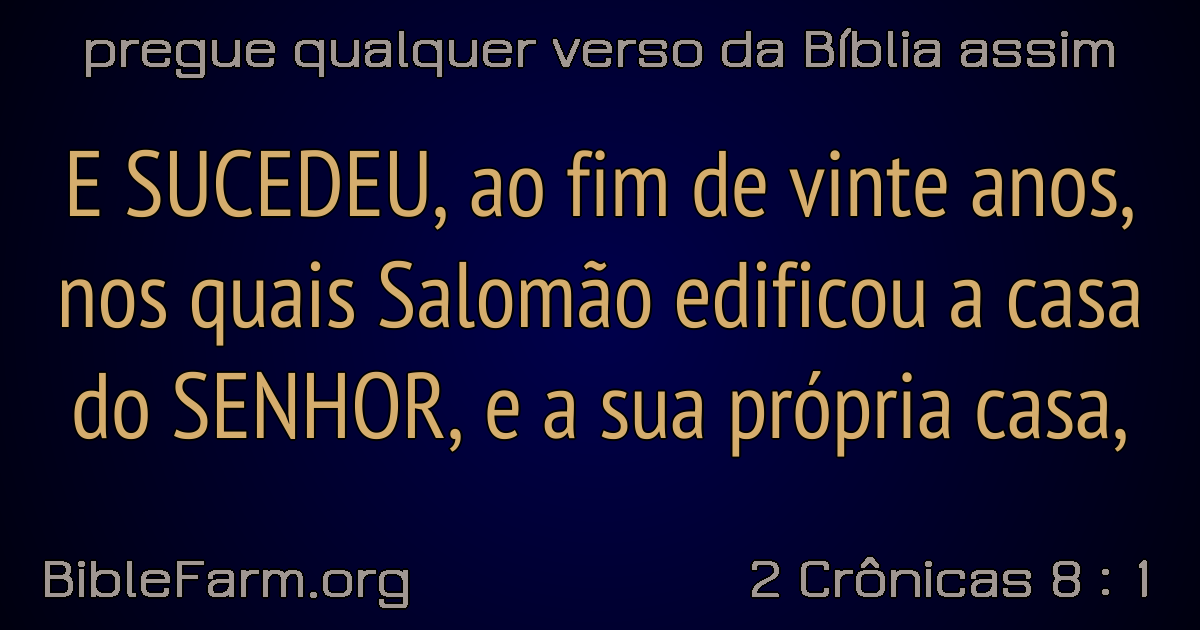 pregue qualquer verso da Bíblia assim
E SUCEDEU, ao fim de vinte anos,
nos quais Salomão edificou a casa
do SENHOR, e a sua própria casa,
BibleFarm.org
2 Crônicas 8 : 1